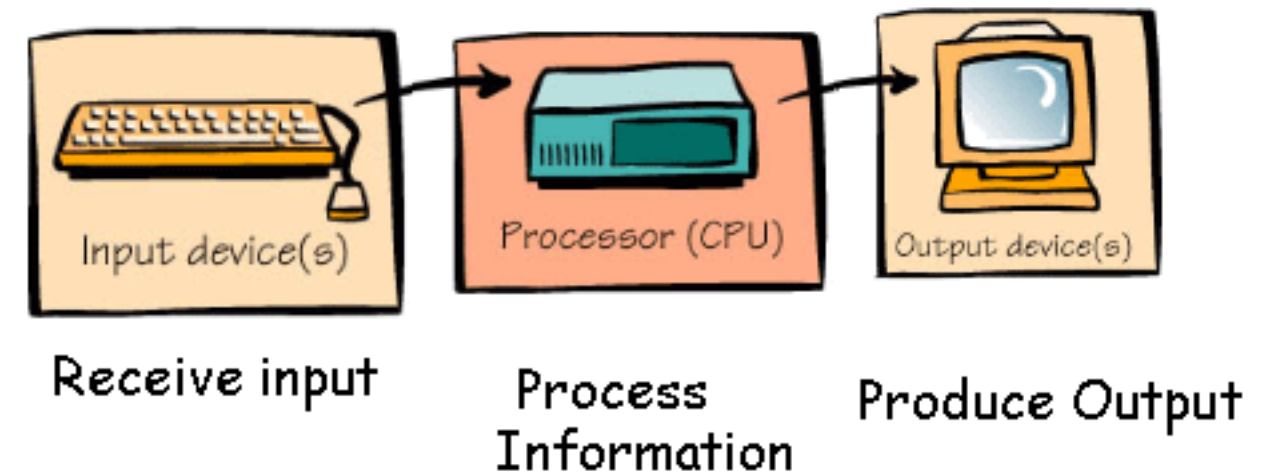 Input device(s)
Processor (CPU)
Output device(s)
Receive input
Process
Information
Produce Output